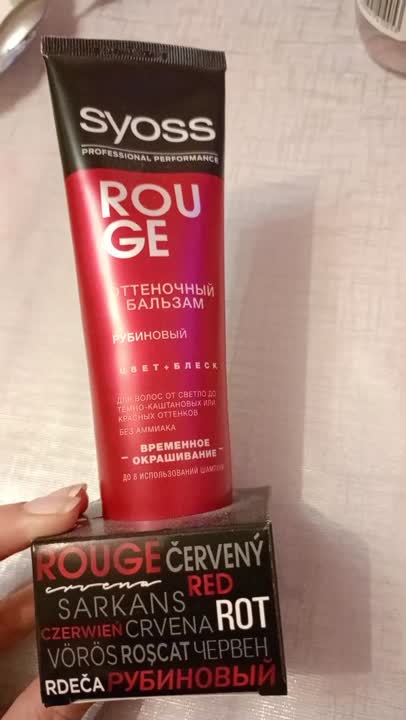 syoss
PROFESSIONAL PERFORMANCE
ROU
GE
ОТТЕНОЧНЫЙ
БАЛЬЗАМ
РУБИНОВЫЙ
ЦВЕТ+БЛЕСК
ДЛЯ ВОЛОС ОТ СВЕТЛО ДО
ТЕМНО-КАШТАНОВЫХ ИЛИ
КРАСНЫХ ОТТЕНКОВ
БЕЗ АММИАКА
ВРЕМЕННОЕ
ОКРАШИВАНИЕ
ДО 8 ИСПОЛЬЗОВАНИЙ ШАМПУНЯ
ROUGE ČERVENÝ
crvena RED
SARKANS
CZERWIEŃ CRVENA ROT
VÖRÖS ROȘCAT ЧЕРВЕН
RDEČA РУБИНОВЫЙ